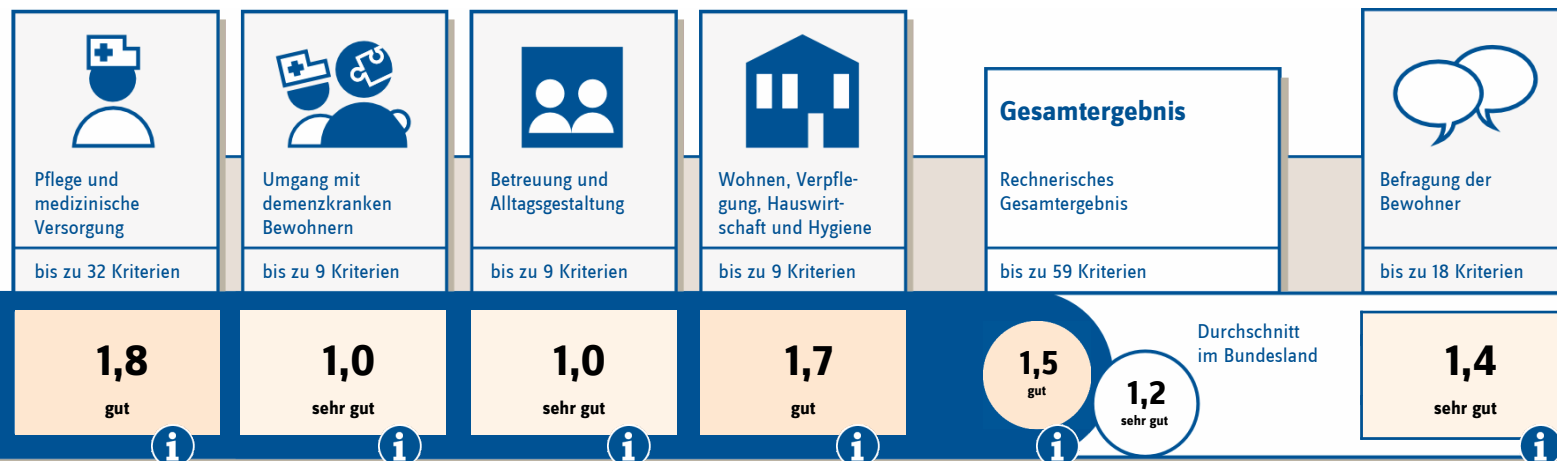 Pflege und
medizinische
Versorgung
bis zu 32 Kriterien
1,8
gut
Umgang mit
demenzkranken
Bewohnern
bis zu 9 Kriterien
1,0
sehr gut
Betreuung und
Alltagsgestaltung
bis zu 9 Kriterien
1,0
sehr gut
Wohnen, Verpfle-
gung, Hauswirt-
schaft und Hygiene
bis zu 9 Kriterien
1,7
gut
Gesamtergebnis
Rechnerisches
Gesamtergebnis
bis zu 59 Kriterien
1,5
gut
Durchschnitt
im Bundesland
1,2
sehr gut
Befragung der
Bewohner
bis zu 18 Kriterien
1,4
sehr gut